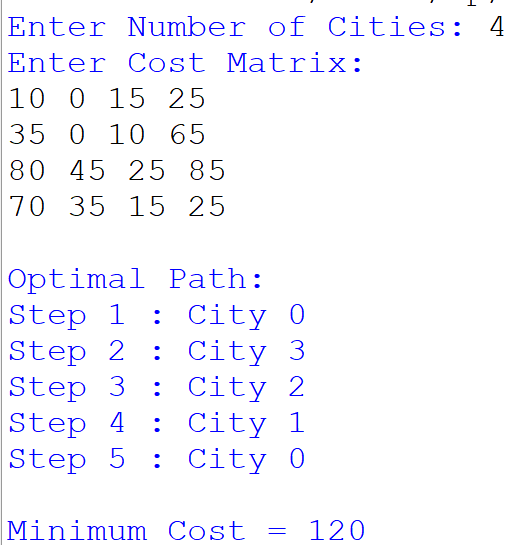 Enter Number of Cities: 4
Enter Cost Matrix:
10 0 15 25
35 0 10 65
80 45 25 85
70 35 15 25
Optimal Path:
Step 1 : City 0
Step 2 : City 3
Step 3 : City 2
Step 4 : City 1
Step 5 : City 0
Minimum Cost = 120